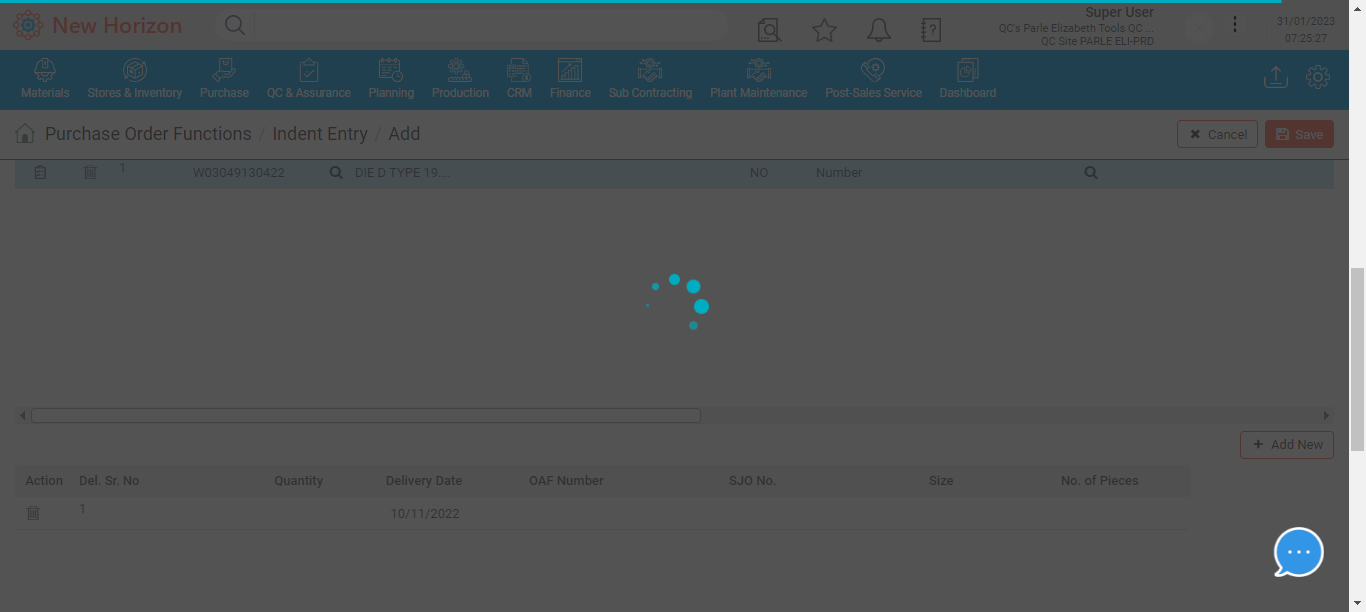 New Horizon
Super User
QC's Parle Elizabeth Tools QC ...
QC Site PARLE ELI-PRD
31/01/2023
07:25:27
Materials Stores & Inventory Purchase QC & Assurance Planning Production CRM Finance Sub Contracting Plant Maintenance Post-Sales Service Dashboard
Purchase Order Functions / Indent Entry / Add
Cancel Save
1 W03049130422 DIE D TYPE 19.... NO Number
+ Add New
Action Del. Sr. No Quantity Delivery Date OAF Number SJO No. Size No. of Pieces
1 10/11/2022